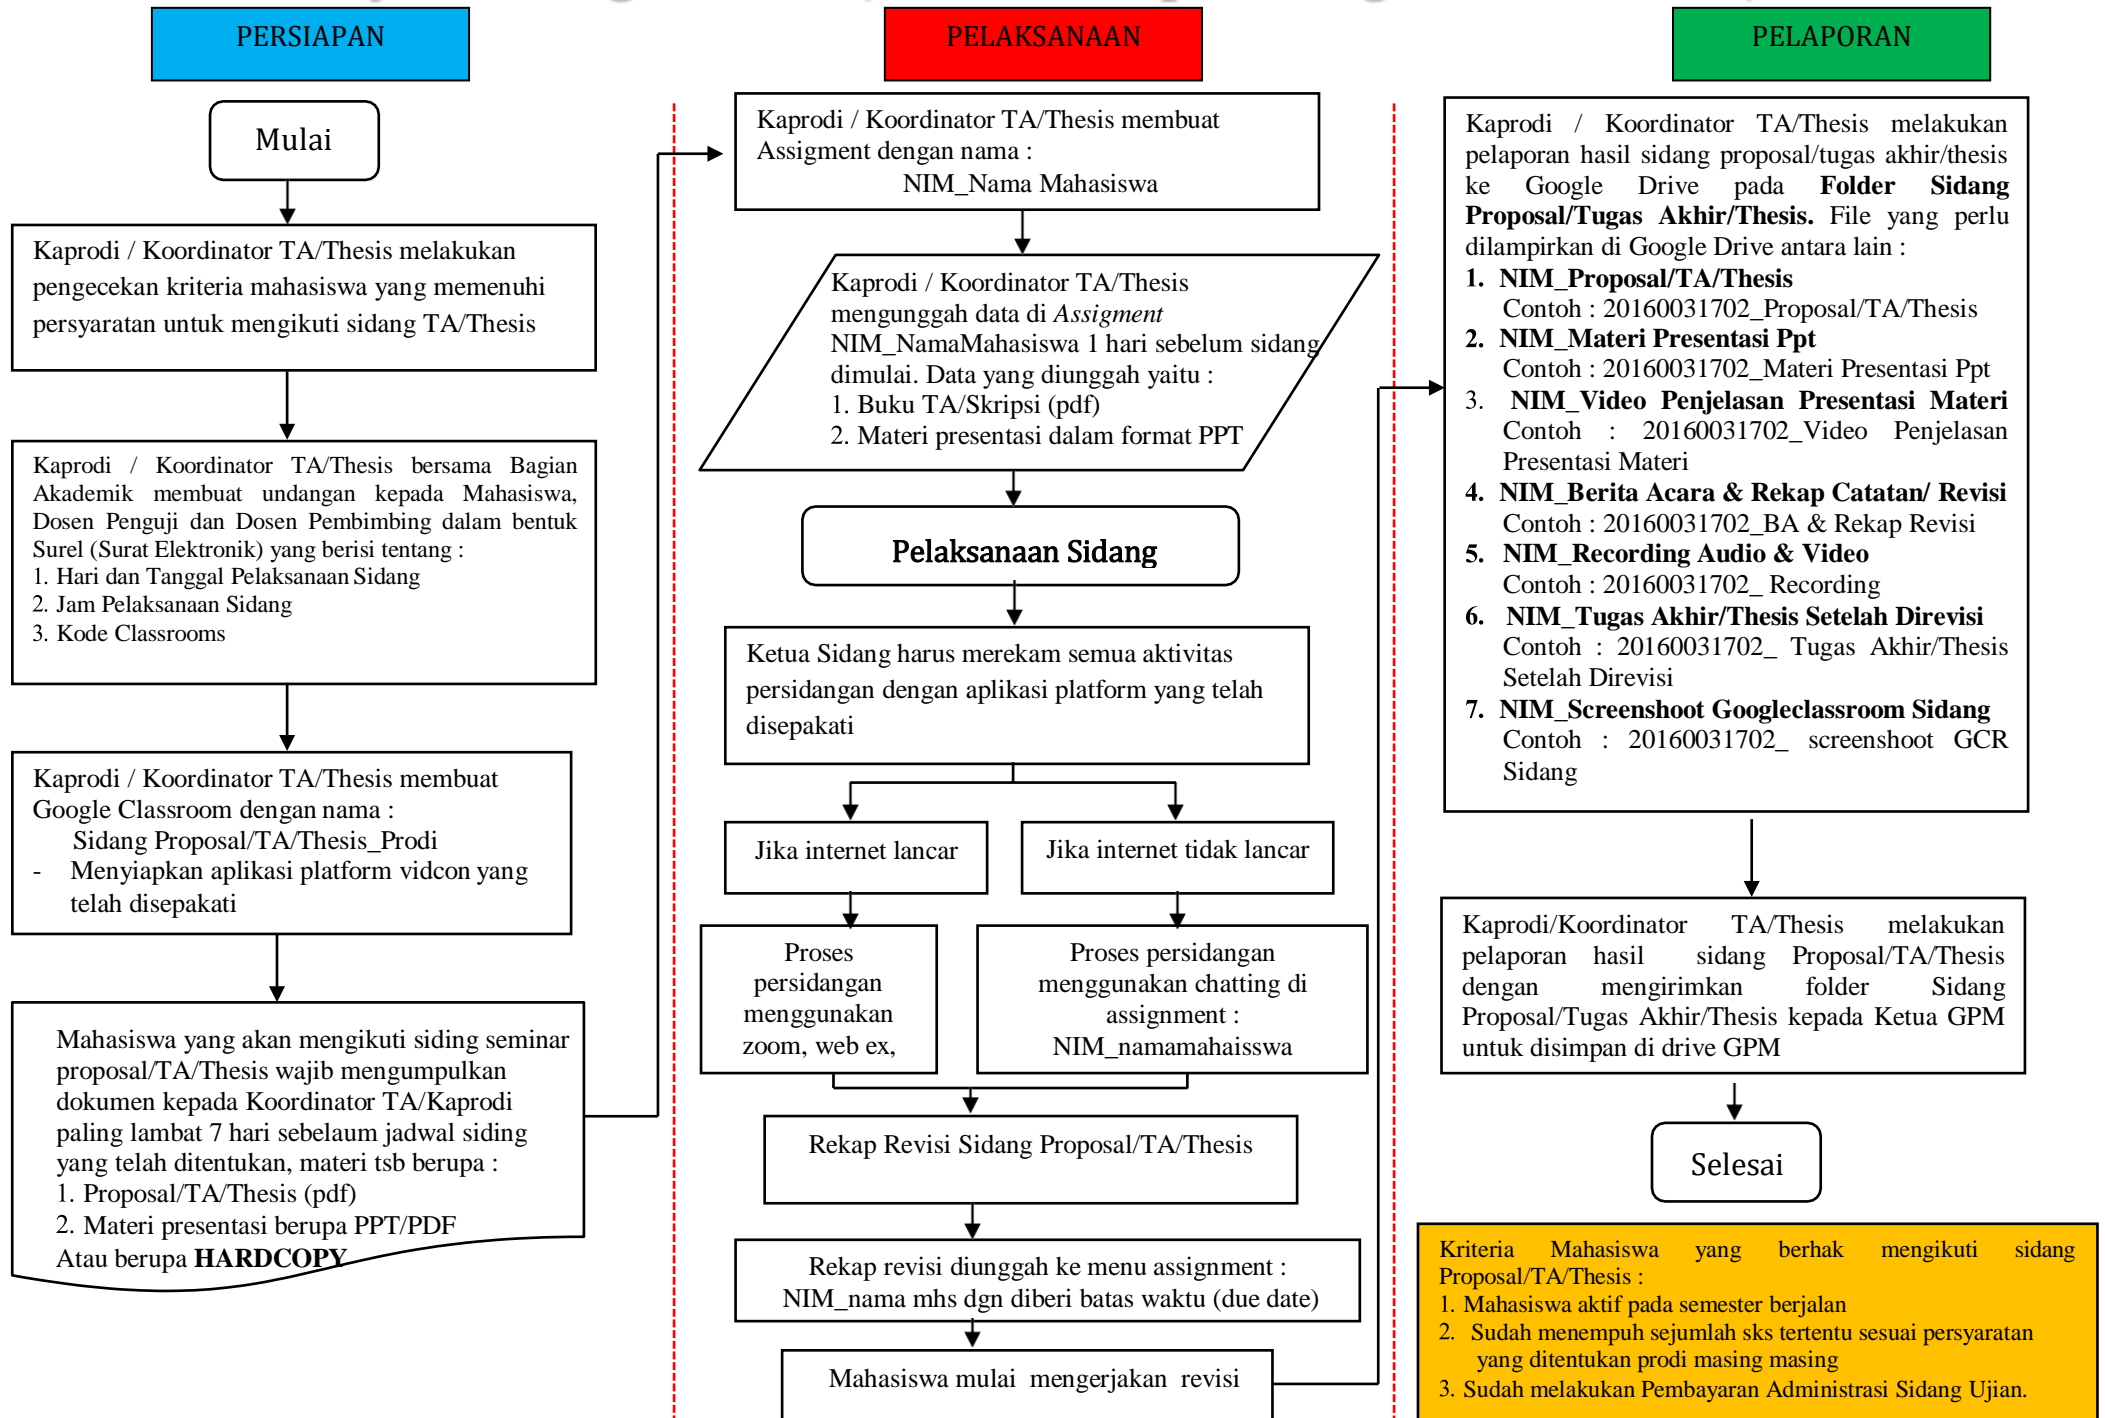 PERSIAPAN
Mulai
Kaprodi / Koordinator TA/Thesis melakukan
pengecekan kriteria mahasiswa yang memenuhi
persyaratan untuk mengikuti sidang TA/Thesis
Kaprodi / Koordinator TA/Thesis bersama Bagian
Akademik membuat undangan kepada Mahasiswa,
Dosen Penguji dan Dosen Pembimbing dalam bentuk
Surel (Surat Elektronik) yang berisi tentang :
1. Hari dan Tanggal Pelaksanaan Sidang
2. Jam Pelaksanaan Sidang
3. Kode Classrooms
Kaprodi / Koordinator TA/Thesis membuat
Google Classroom dengan nama :
Sidang Proposal/TA/Thesis_Prodi
- Menyiapkan aplikasi platform vidcon yang
telah disepakati
Mahasiswa yang akan mengikuti siding seminar
proposal/TA/Thesis wajib mengumpulkan
dokumen kepada Koordinator TA/Kaprodi
paling lambat 7 hari sebelaum jadwal siding
yang telah ditentukan, materi tsb berupa :
1. Proposal/TA/Thesis (pdf)
2. Materi presentasi berupa PPT/PDF
Atau berupa HARDCOPY
PELAKSANAAN
Kaprodi / Koordinator TA/Thesis membuat
Assigment dengan nama :
NIM_Nama Mahasiswa
Kaprodi / Koordinator TA/Thesis
mengunggah data di Assigment
NIM_NamaMahasiswa 1 hari sebelum sidang
dimulai. Data yang diunggah yaitu :
1. Buku TA/Skripsi (pdf)
2. Materi presentasi dalam format PPT
Pelaksanaan Sidang
Ketua Sidang harus merekam semua aktivitas
persidangan dengan aplikasi platform yang telah
disepakati
Jika internet lancar
Jika internet tidak lancar
Proses
persidangan
menggunakan
zoom, web ex,
Proses persidangan
menggunakan chatting di
assignment :
NIM_namamahaisswa
Rekap Revisi Sidang Proposal/TA/Thesis
Rekap revisi diunggah ke menu assignment :
NIM_nama mhs dgn diberi batas waktu (due date)
Mahasiswa mulai mengerjakan revisi
PELAPORAN
Kaprodi / Koordinator TA/Thesis melakukan
pelaporan hasil sidang proposal/tugas akhir/thesis
ke Google Drive pada Folder Sidang
Proposal/Tugas Akhir/Thesis. File yang perlu
dilampirkan di Google Drive antara lain :
1. NIM_Proposal/TA/Thesis
Contoh : 20160031702_Proposal/TA/Thesis
2. NIM_Materi Presentasi Ppt
Contoh : 20160031702_Materi Presentasi Ppt
3. NIM_Video Penjelasan Presentasi Materi
Contoh : 20160031702_Video Penjelasan
Presentasi Materi
4. NIM_Berita Acara & Rekap Catatan/ Revisi
Contoh : 20160031702_BA & Rekap Revisi
5. NIM_Recording Audio & Video
Contoh : 20160031702_ Recording
6. NIM_Tugas Akhir/Thesis Setelah Direvisi
Contoh : 20160031702_ Tugas Akhir/Thesis
Setelah Direvisi
7. NIM_Screenshoot Googleclassroom Sidang
Contoh : 20160031702_ screenshoot GCR
Sidang
Kaprodi/Koordinator TA/Thesis melakukan
pelaporan hasil sidang Proposal/TA/Thesis
dengan mengirimkan folder Sidang
Proposal/Tugas Akhir/Thesis kepada Ketua GPM
untuk disimpan di drive GPM
Selesai
Kriteria Mahasiswa yang berhak mengikuti sidang
Proposal/TA/Thesis :
1. Mahasiswa aktif pada semester berjalan
2. Sudah menempuh sejumlah sks tertentu sesuai persyaratan
yang ditentukan prodi masing masing
3. Sudah melakukan Pembayaran Administrasi Sidang Ujian.